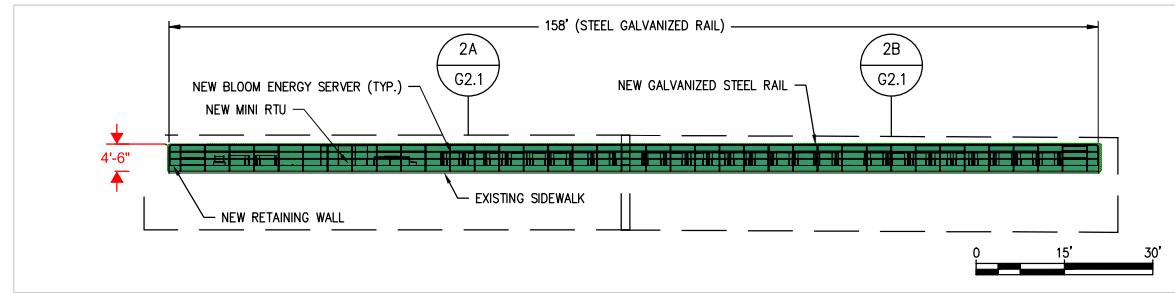 158' (STEEL GALVANIZED RAIL)
2A
G2.1
2B
G2.1
NEW BLOOM ENERGY SERVER (TYP.)
NEW GALVANIZED STEEL RAIL
NEW MINI RTU
4'-6"
EXISTING SIDEWALK
NEW RETAINING WALL
0 15' 30'